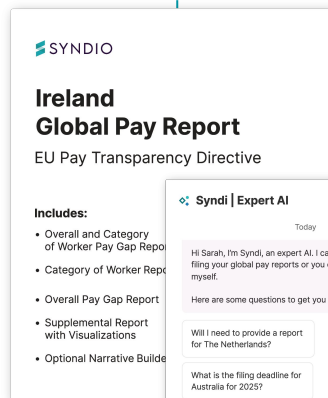 SYNDIO
Ireland
Global Pay Report
EU Pay Transparency Directive
Includes:
• Overall and Category
of Worker Pay Gap
• Category of Worker
• Overall Pay Gap Report
• Supplemental Report
with Visualizations
• Optional Narrative
Syndi | Expert AI
Today
Hi Sarah, I'm Syndi, an expert AI. I
filing your global pay reports or you
myself.
Here are some questions to get you
Will I need to provide a report
for The Netherlands?
What is the filing deadline for
Australia for 2025?